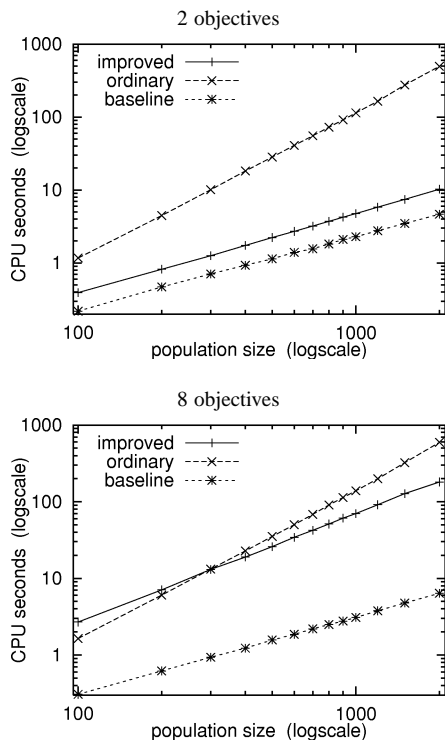 2 objectives
1000
improved
ordinary
baseline
100
10
1
CPU seconds (logscale)
100
1000
population size (logscale)
8 objectives
1000
improved
ordinary
baseline
100
10
1
CPU seconds (logscale)
100
1000
population size (logscale)